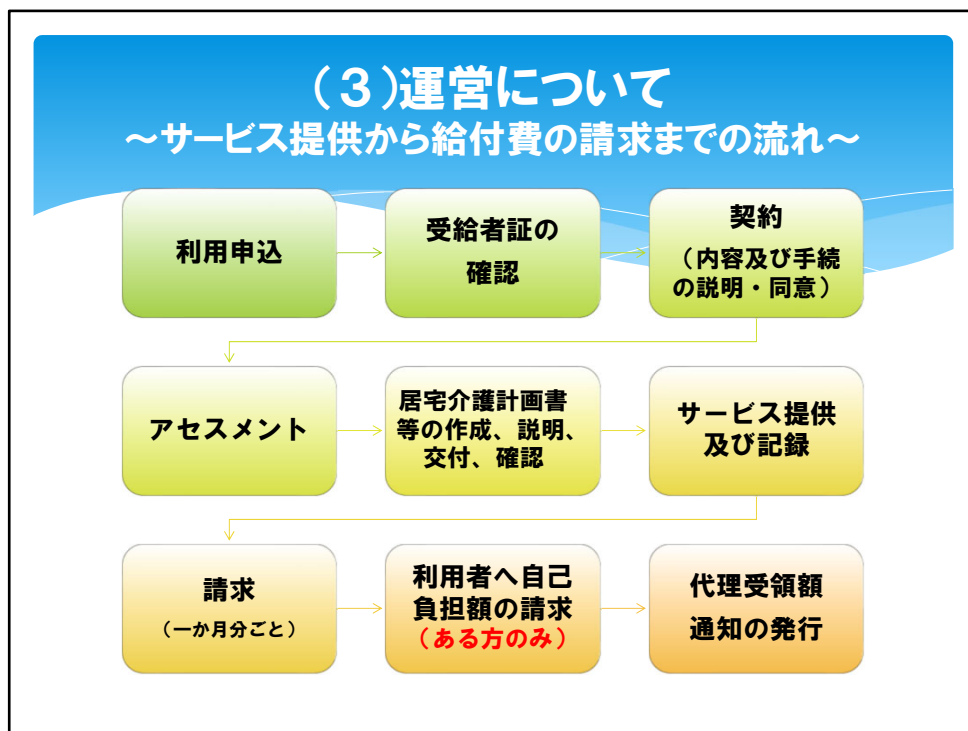 （３）運営について
～サービス提供から給付費の請求までの流れ～
利用申込
受給者証の
確認
契約
（内容及び手続
の説明・同意）
アセスメント
居宅介護計画書
等の作成、説明、
交付、確認
サービス提供
及び記録
請求
（一か月分ごと）
利用者へ自己
負担額の請求
（ある方のみ）
代理受領額
通知の発行